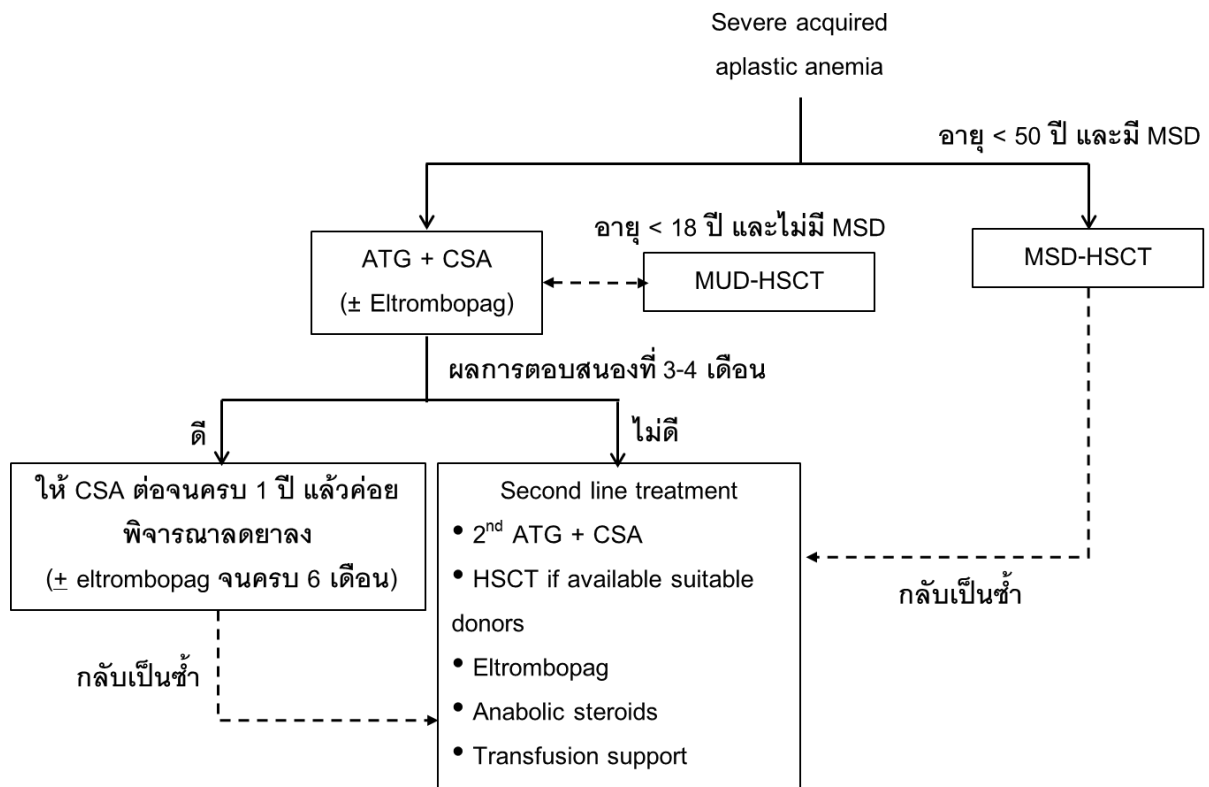 Severe acquired
aplastic anemia
อายุ < 50 ปี และมี MSD
อายุ < 18 ปี และไม่มี MSD
ATG + CSA
(± Eltrombopag)
MUD-HSCT
MSD-HSCT
ผลการตอบสนองที่ 3-4 เดือน
ดี
ไม่ดี
ให้ CSA ต่อจนครบ 1 ปี แล้วค่อย
พิจารณาลดยาลง
(± eltrombopag จนครบ 6 เดือน)
Second line treatment
• 2nd ATG + CSA
• HSCT if available suitable
donors
• Eltrombopag
• Anabolic steroids
• Transfusion support
กลับเป็นซ้ำ
กลับเป็นซ้ำ